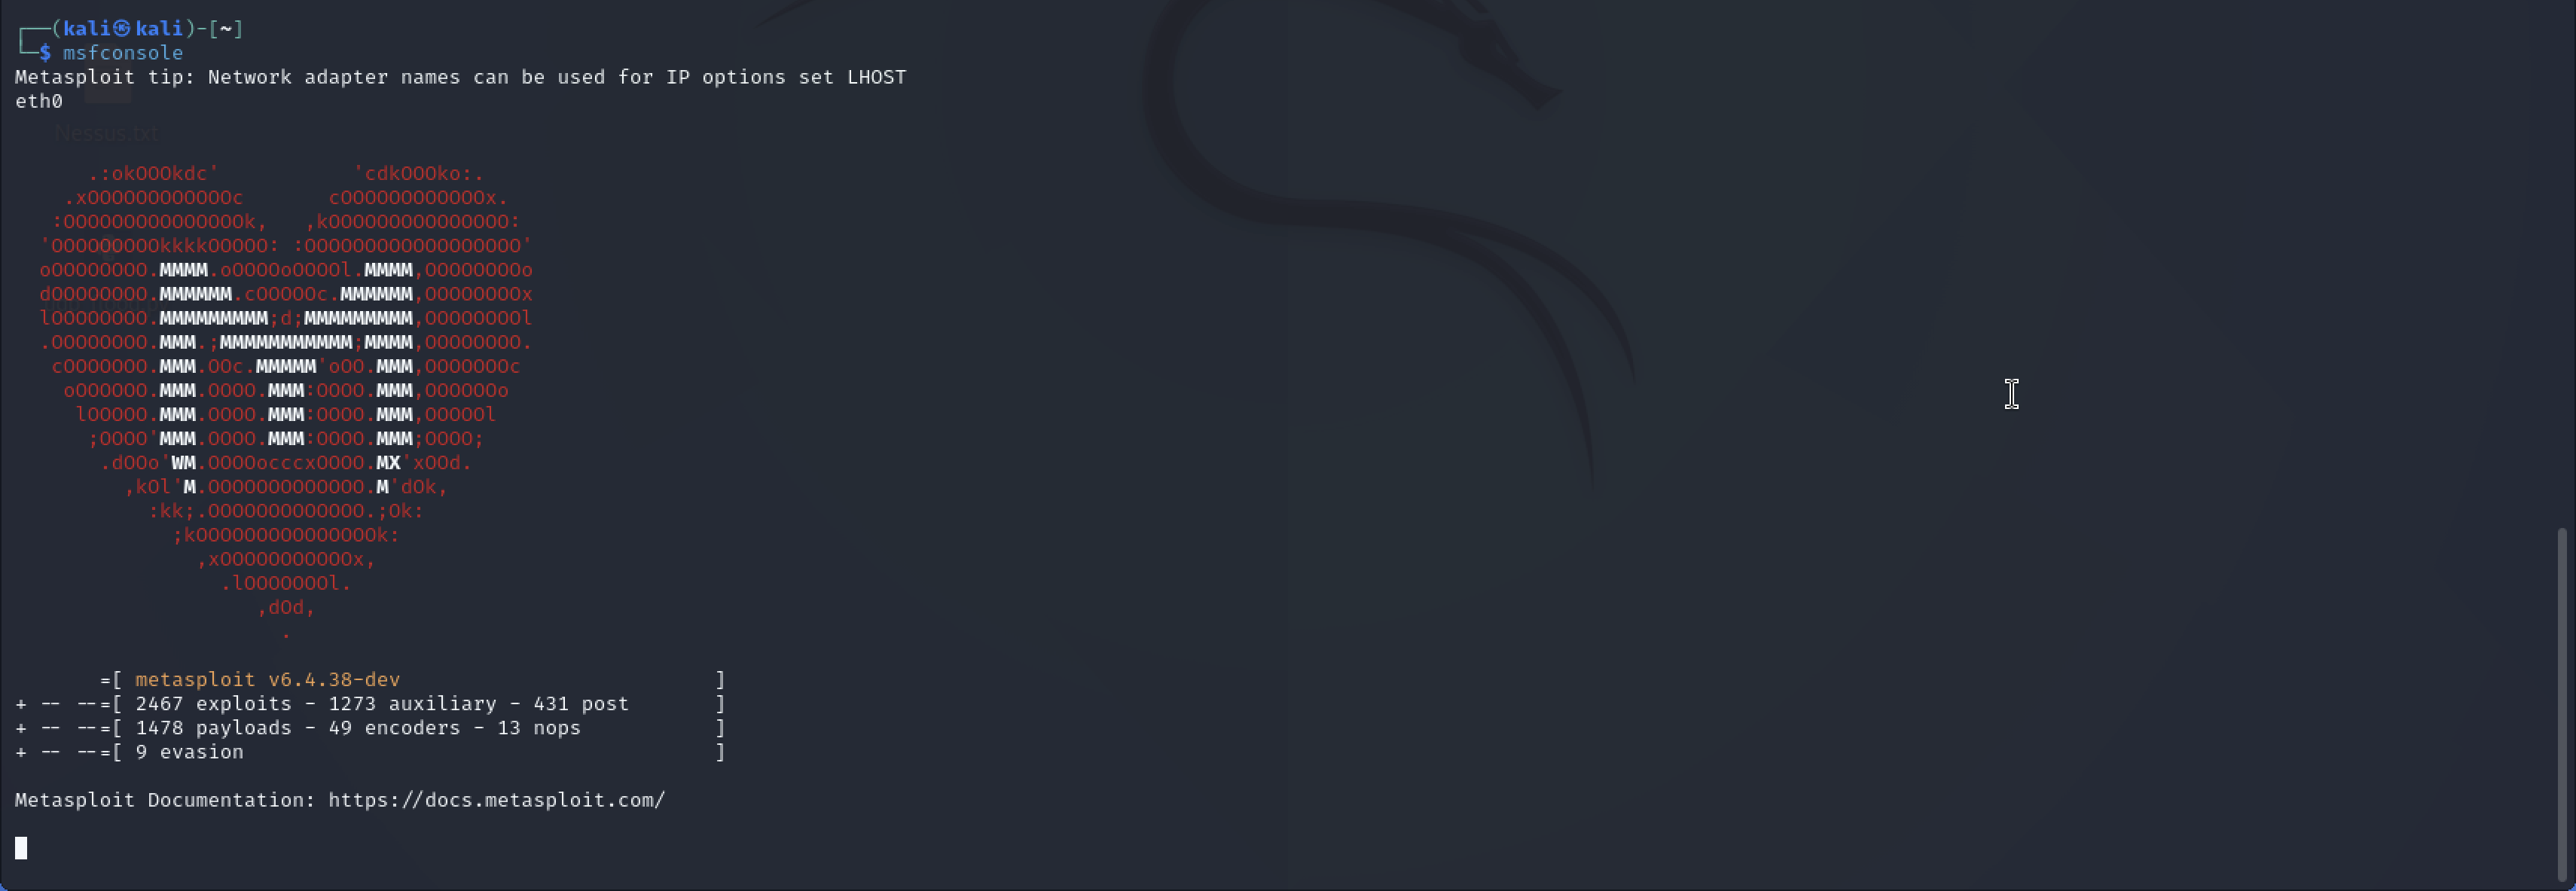 ┌──(kali㉿kali)-[~]
└─$ msfconsole
Metasploit tip: Network adapter names can be used for IP options set LHOST
eth0
Nessus.txt
      .:okOOOkdc'           'cdkOOOko:.
    .xOOOOOOOOOOOOc       cOOOOOOOOOOOOx.
   :OOOOOOOOOOOOOOOk,   ,kOOOOOOOOOOOOOOO:
  'OOOOOOOOOkkkkOOOOO: :OOOOOOOOOOOOOOOOOO'
  oOOOOOOOO.MMMM.oOOOOoOOOOl.MMMM,OOOOOOOOo
  dOOOOOOOO.MMMMMM.cOOOOOc.MMMMMM,OOOOOOOOx
  lOOOOOOOO.MMMMMMMMM;d;MMMMMMMMM,OOOOOOOOl
  .OOOOOOOO.MMM.;MMMMMMMMMMM;MMMM,OOOOOOOO.
   cOOOOOOO.MMM.OOc.MMMMM'oOO.MMM,OOOOOOOc
    oOOOOOO.MMM.OOOO.MMM:OOOO.MMM,OOOOOOo
     lOOOOO.MMM.OOOO.MMM:OOOO.MMM,OOOOOl
      ;OOOO'MMM.OOOO.MMM:OOOO.MMM;OOOO;
       .dOOo'WM.OOOOocccxOOOO.MX'xOOd.
         ,kOl'M.OOOOOOOOOOOOO.M'dOk,
           :kk;.OOOOOOOOOOOOO.;Ok:
             ;kOOOOOOOOOOOOOOOk:
               ,xOOOOOOOOOOOx,
                 .lOOOOOOOl.
                    ,dOd,
                      .
       =[ metasploit v6.4.38-dev                          ]
+ -- --=[ 2467 exploits - 1273 auxiliary - 431 post       ]
+ -- --=[ 1478 payloads - 49 encoders - 13 nops           ]
+ -- --=[ 9 evasion                                       ]
Metasploit Documentation: https://docs.metasploit.com/